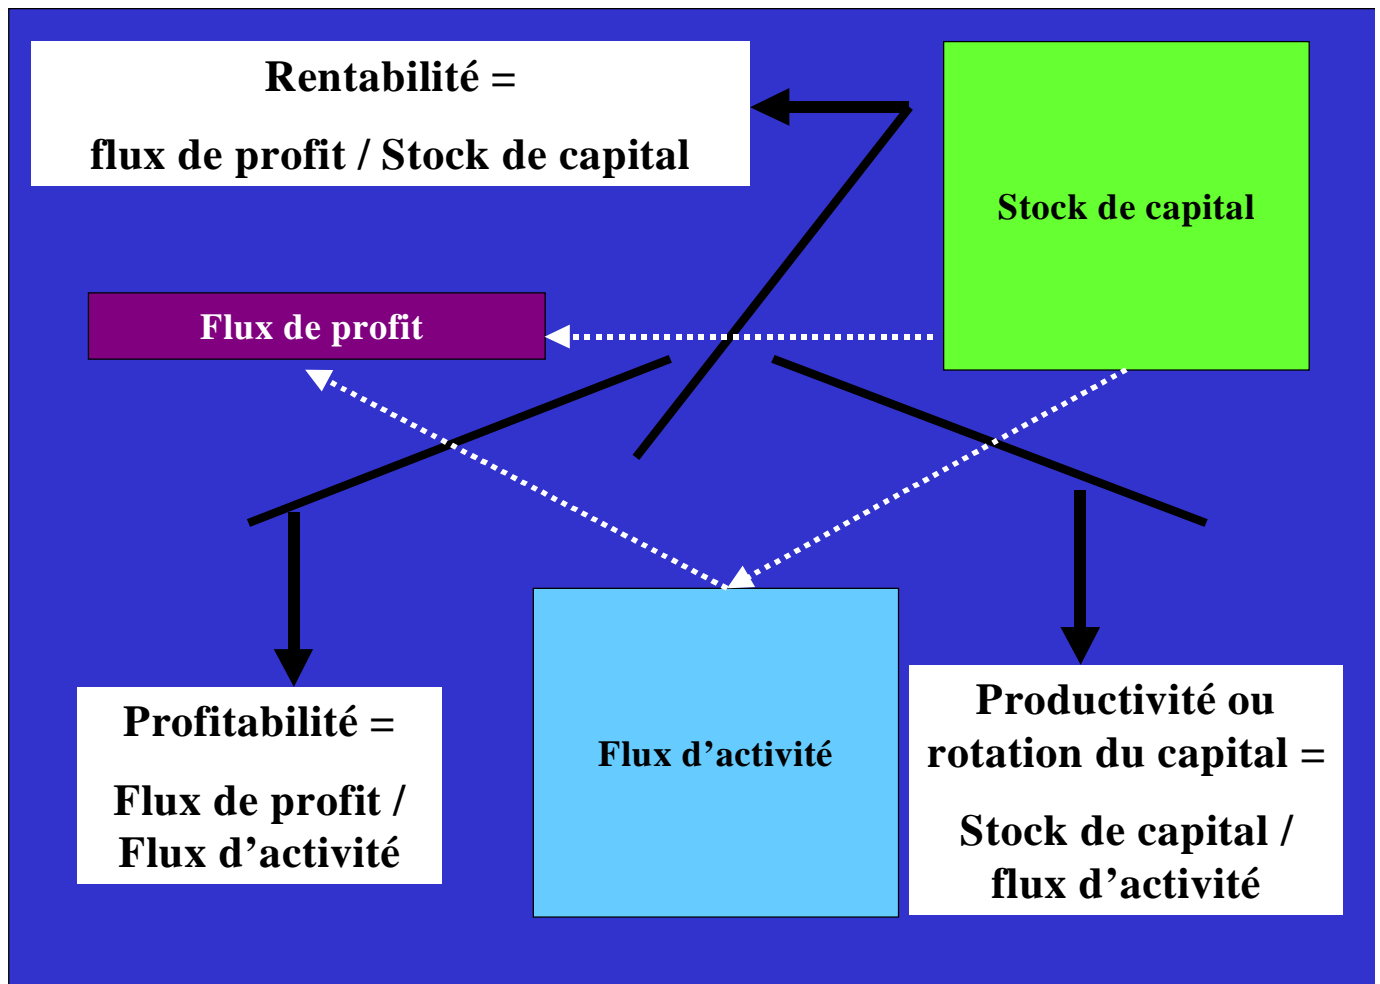 Rentabilité =
flux de profit / Stock de capital
Stock de capital
Flux de profit
Flux d’activité
Profitabilité =
Flux de profit /
Flux d’activité
Productivité ou
rotation du capital =
Stock de capital /
flux d’activité